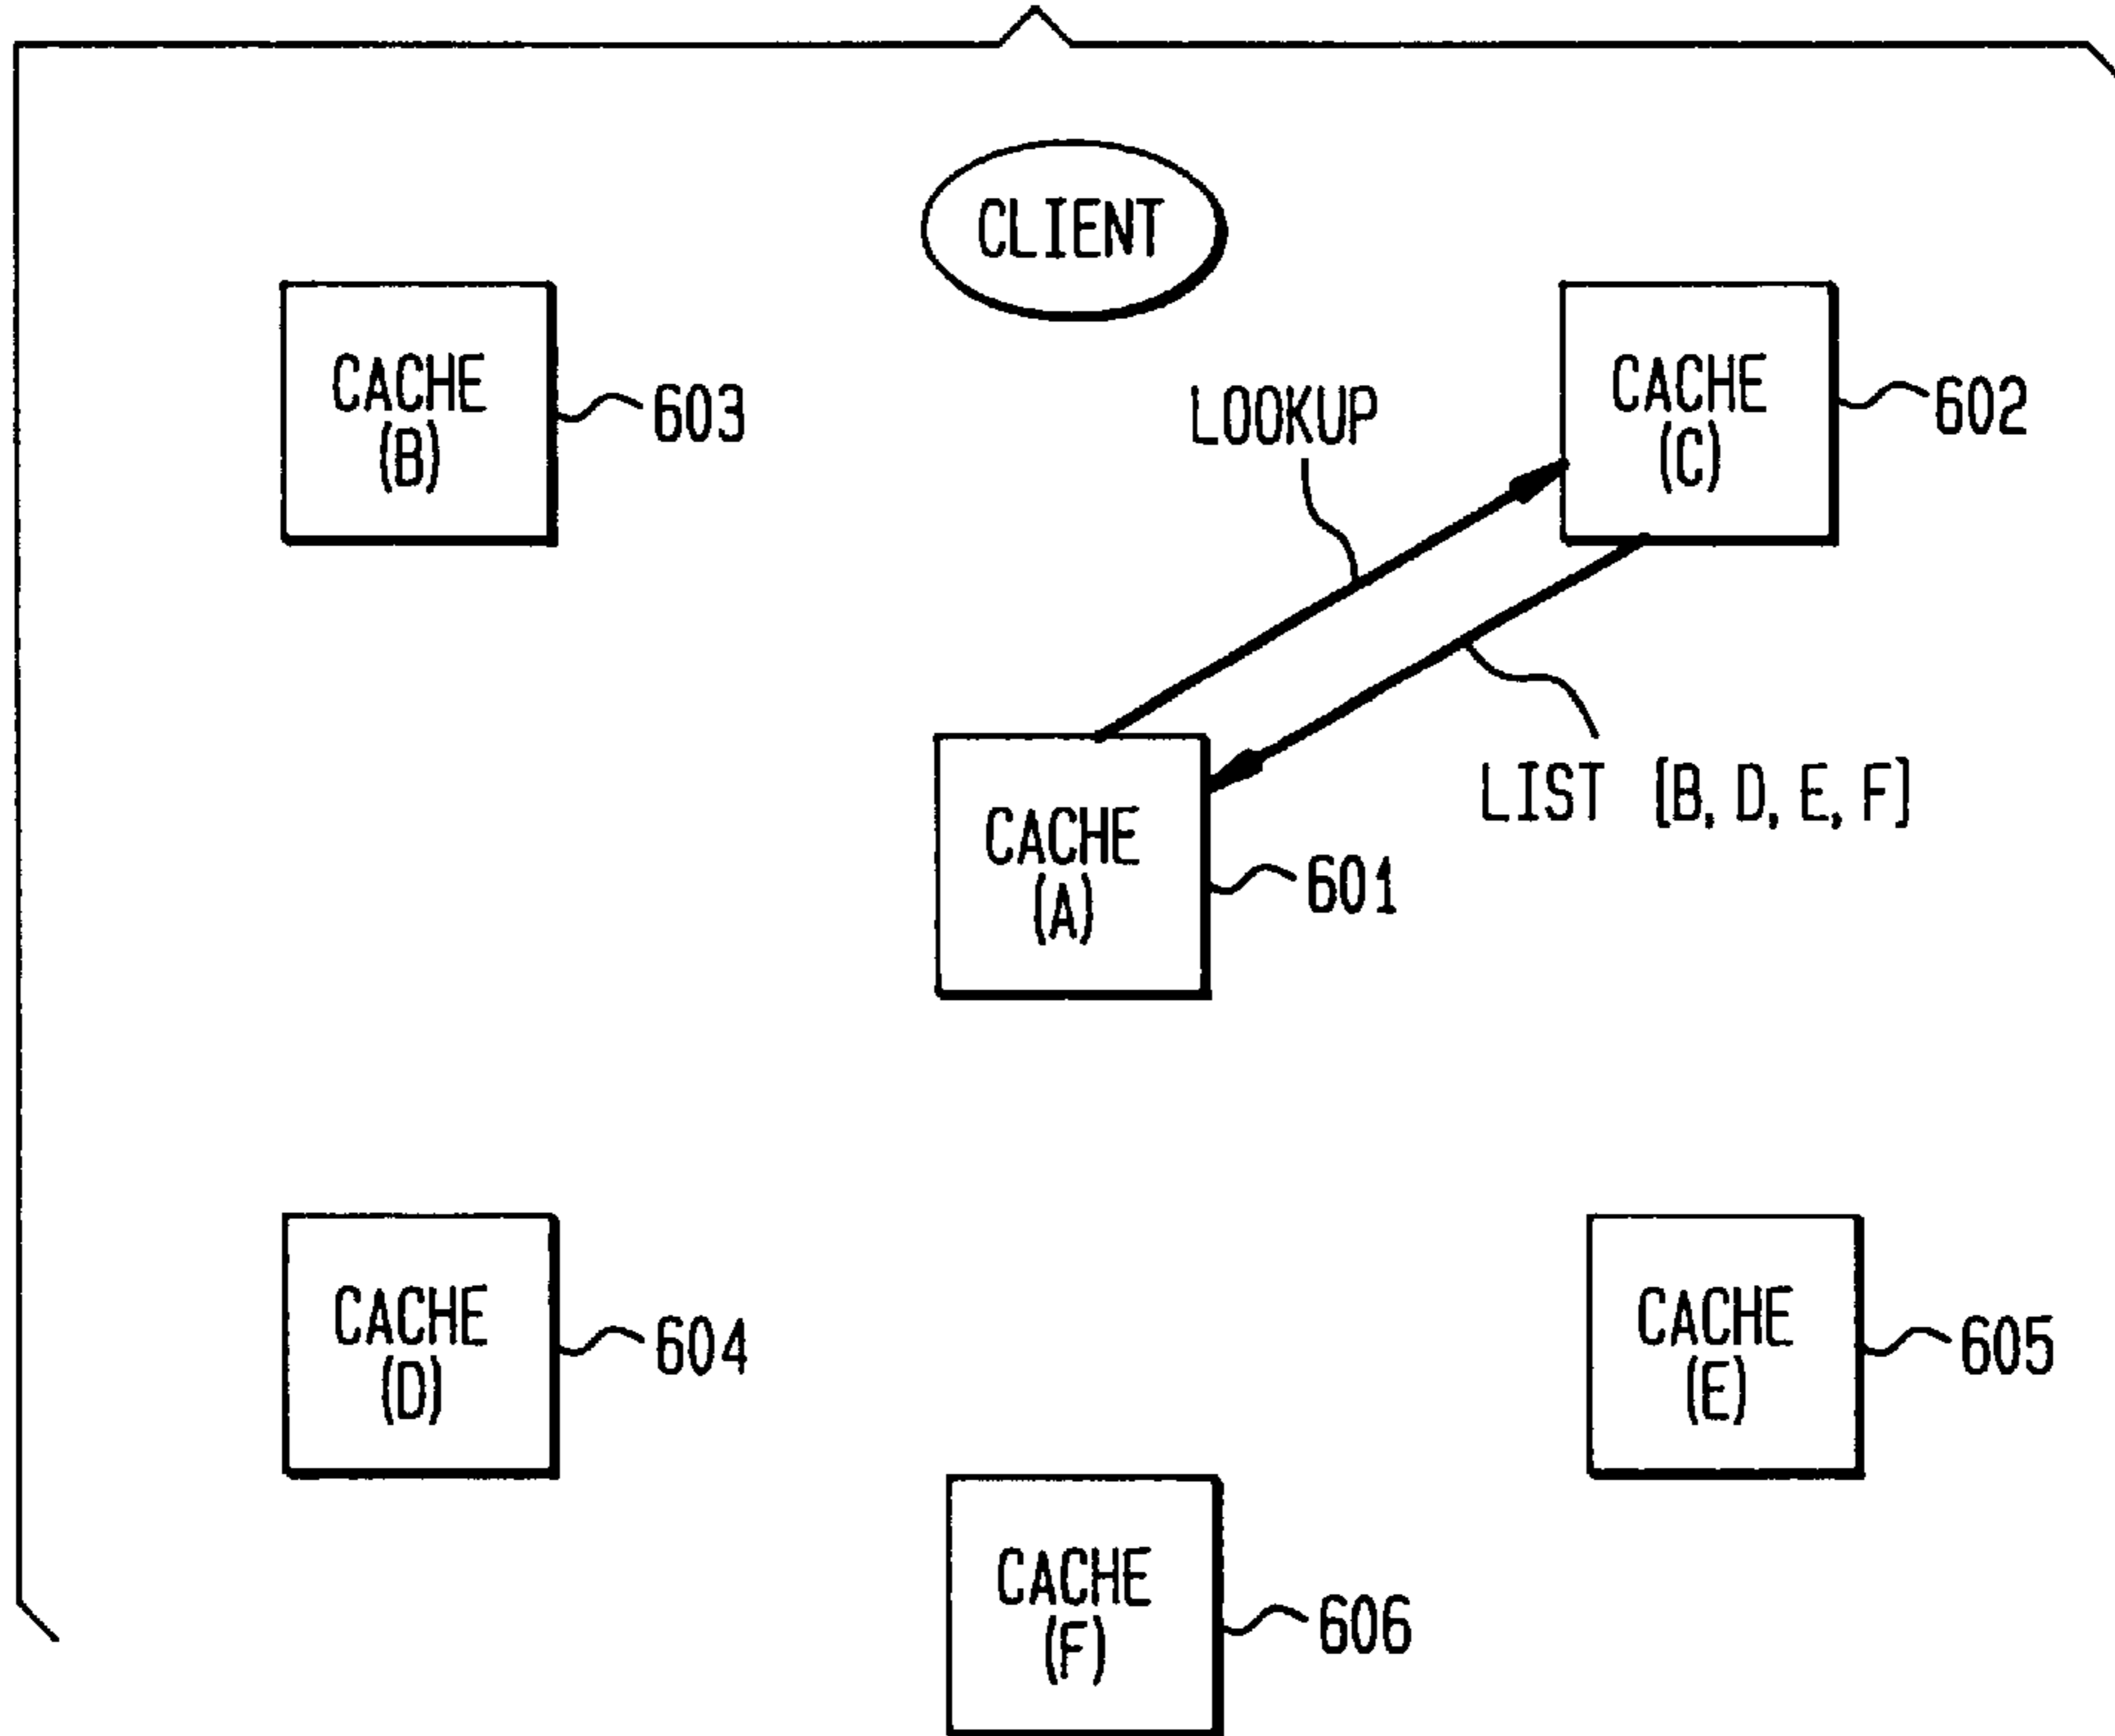 CLIENT
CACHE
(B)
603
LOOKUP
CACHE
(C)
602
CACHE
(A)
601
LIST [B, D, E, F]
CACHE
(D)
604
CACHE
(E)
605
CACHE
(F)
606